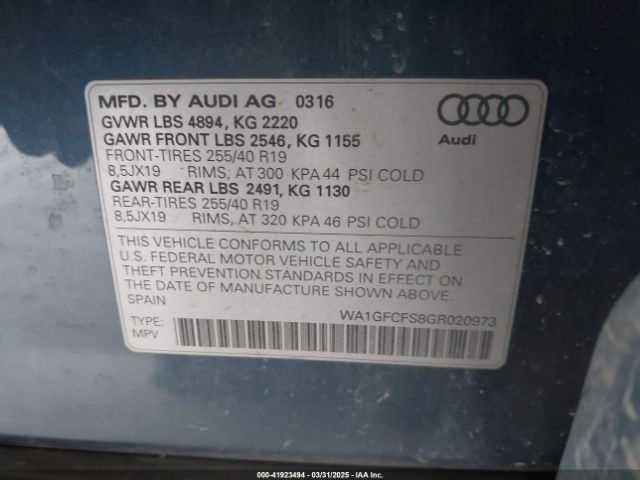 MFD. BY AUDI AG 0316
GVWR LBS 4894, KG 2220
GAWR FRONT LBS 2546, KG 1155
FRONT-TIRES 255/40 R19
8,5JX19 RIMS, AT 300 KPA 44 PSI COLD
GAWR REAR LBS 2491, KG 1130
REAR-TIRES 255/40 R19
8,5JX19 RIMS, AT 320 KPA 46 PSI COLD
Audi
THIS VEHICLE CONFORMS TO ALL APPLICABLE
U.S. FEDERAL MOTOR VEHICLE SAFETY AND
THEFT PREVENTION STANDARDS IN EFFECT ON
THE DATE OF MANUFACTURE SHOWN ABOVE.
SPAIN
WA1GFCFS8GR020973
TYPE:
MPV
000-41923494 - 03/31/2025 - IAA Inc.